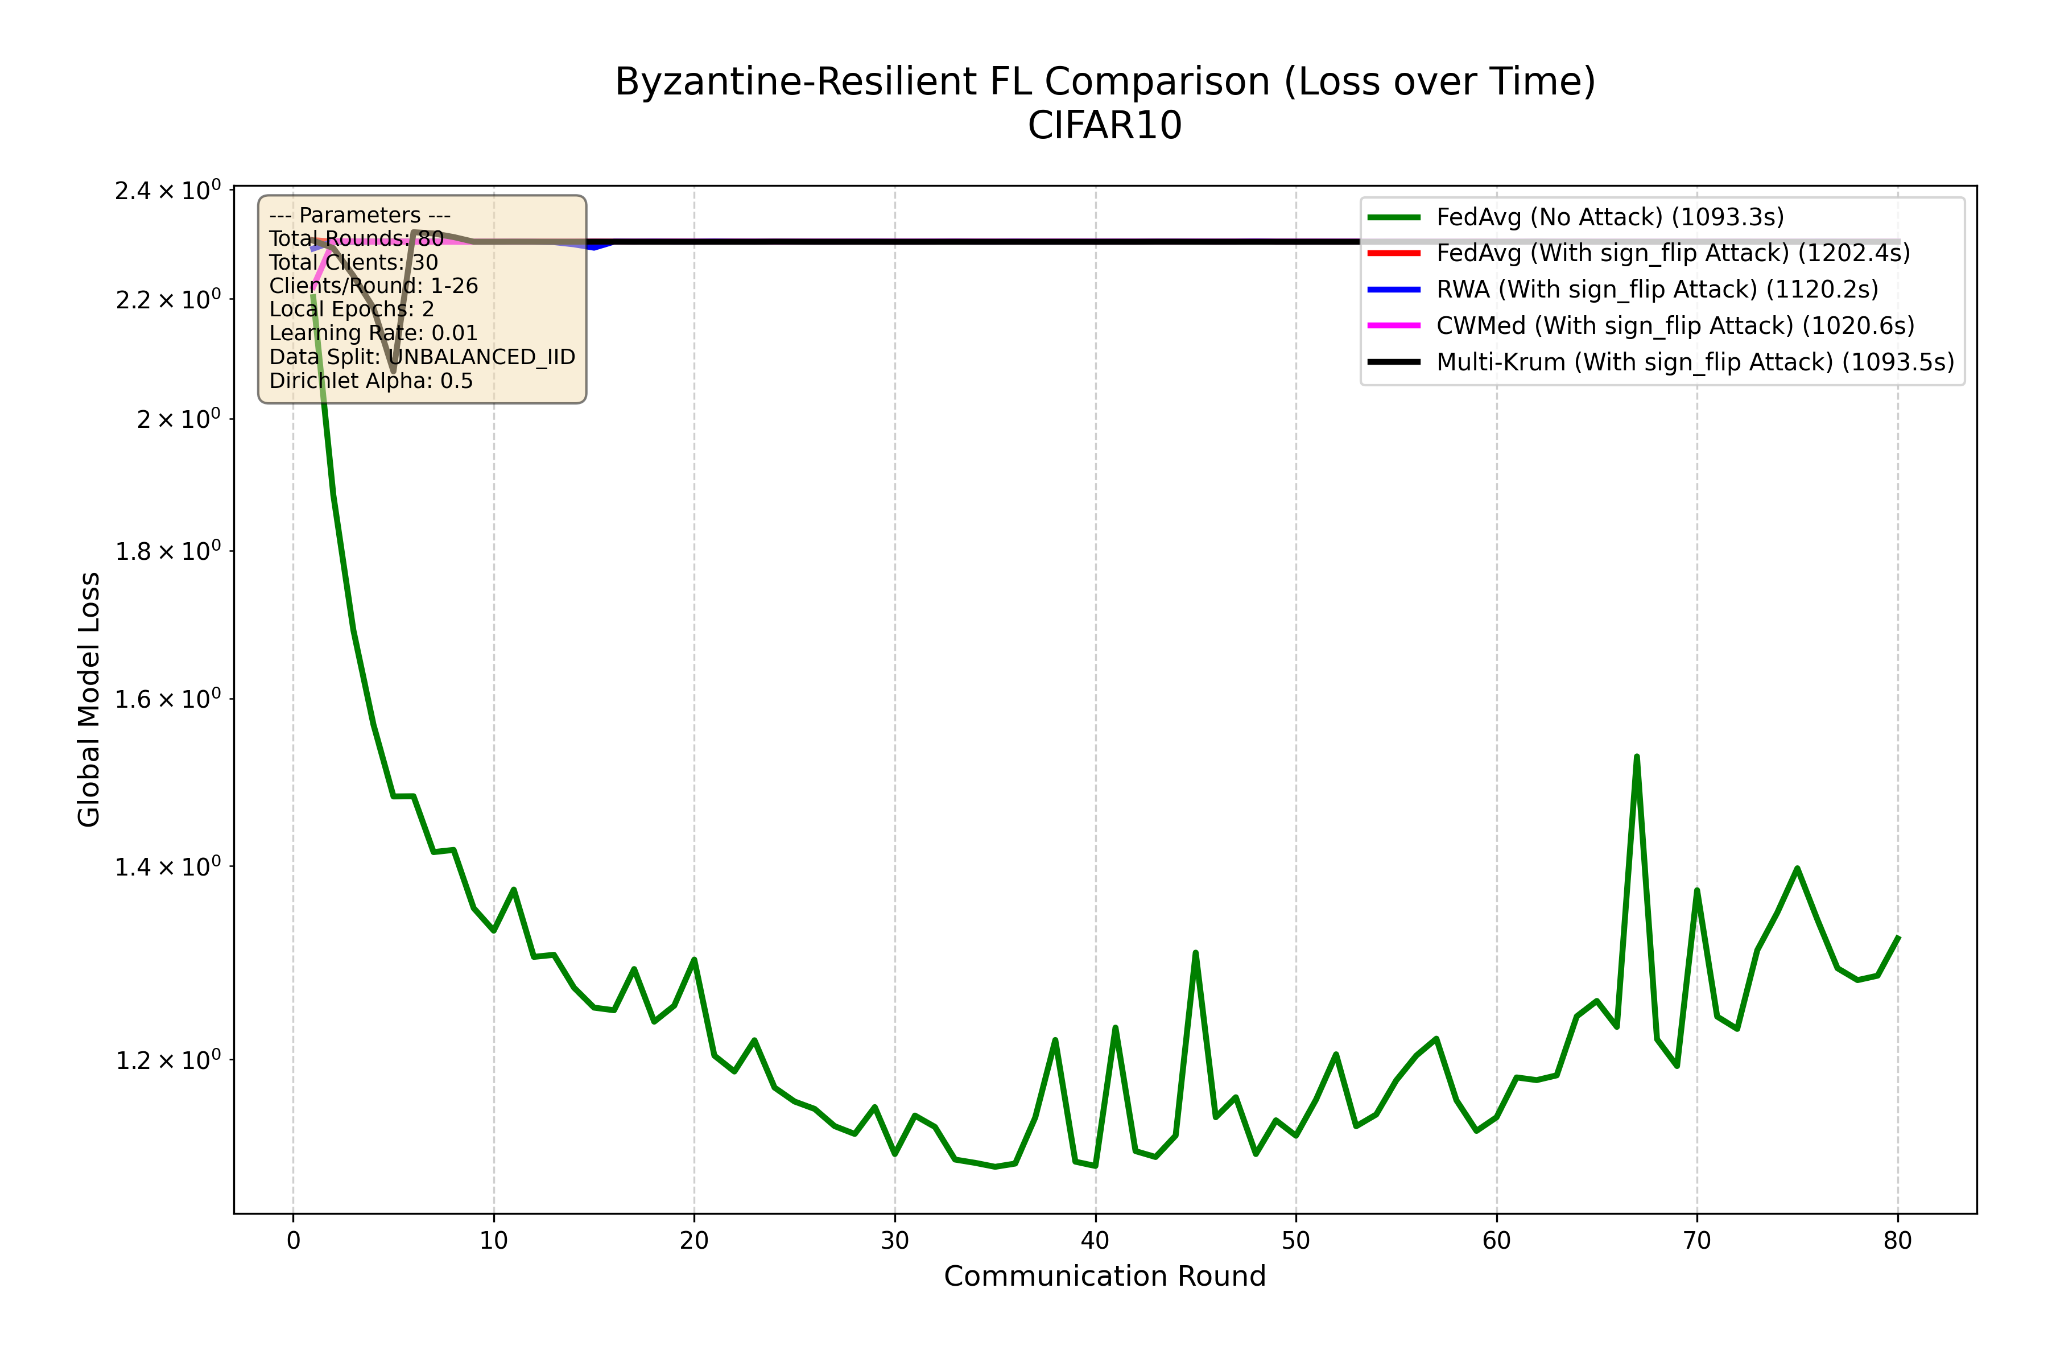 Byzantine-Resilient FL Comparison (Loss over Time)
CIFAR10
2.4 × 10⁰
2.2 × 10⁰
2 × 10⁰
1.8 × 10⁰
1.6 × 10⁰
1.4 × 10⁰
1.2 × 10⁰
Global Model Loss
--- Parameters ---
Total Rounds: 80
Total Clients: 30
Clients/Round: 1-26
Local Epochs: 2
Learning Rate: 0.01
Data Split: UNBALANCED_IID
Dirichlet Alpha: 0.5
FedAvg (No Attack) (1093.3s)
FedAvg (With sign_flip Attack) (1202.4s)
RWA (With sign_flip Attack) (1120.2s)
CWMed (With sign_flip Attack) (1020.6s)
Multi-Krum (With sign_flip Attack) (1093.5s)
0 10 20 30 40 50 60 70 80
Communication Round